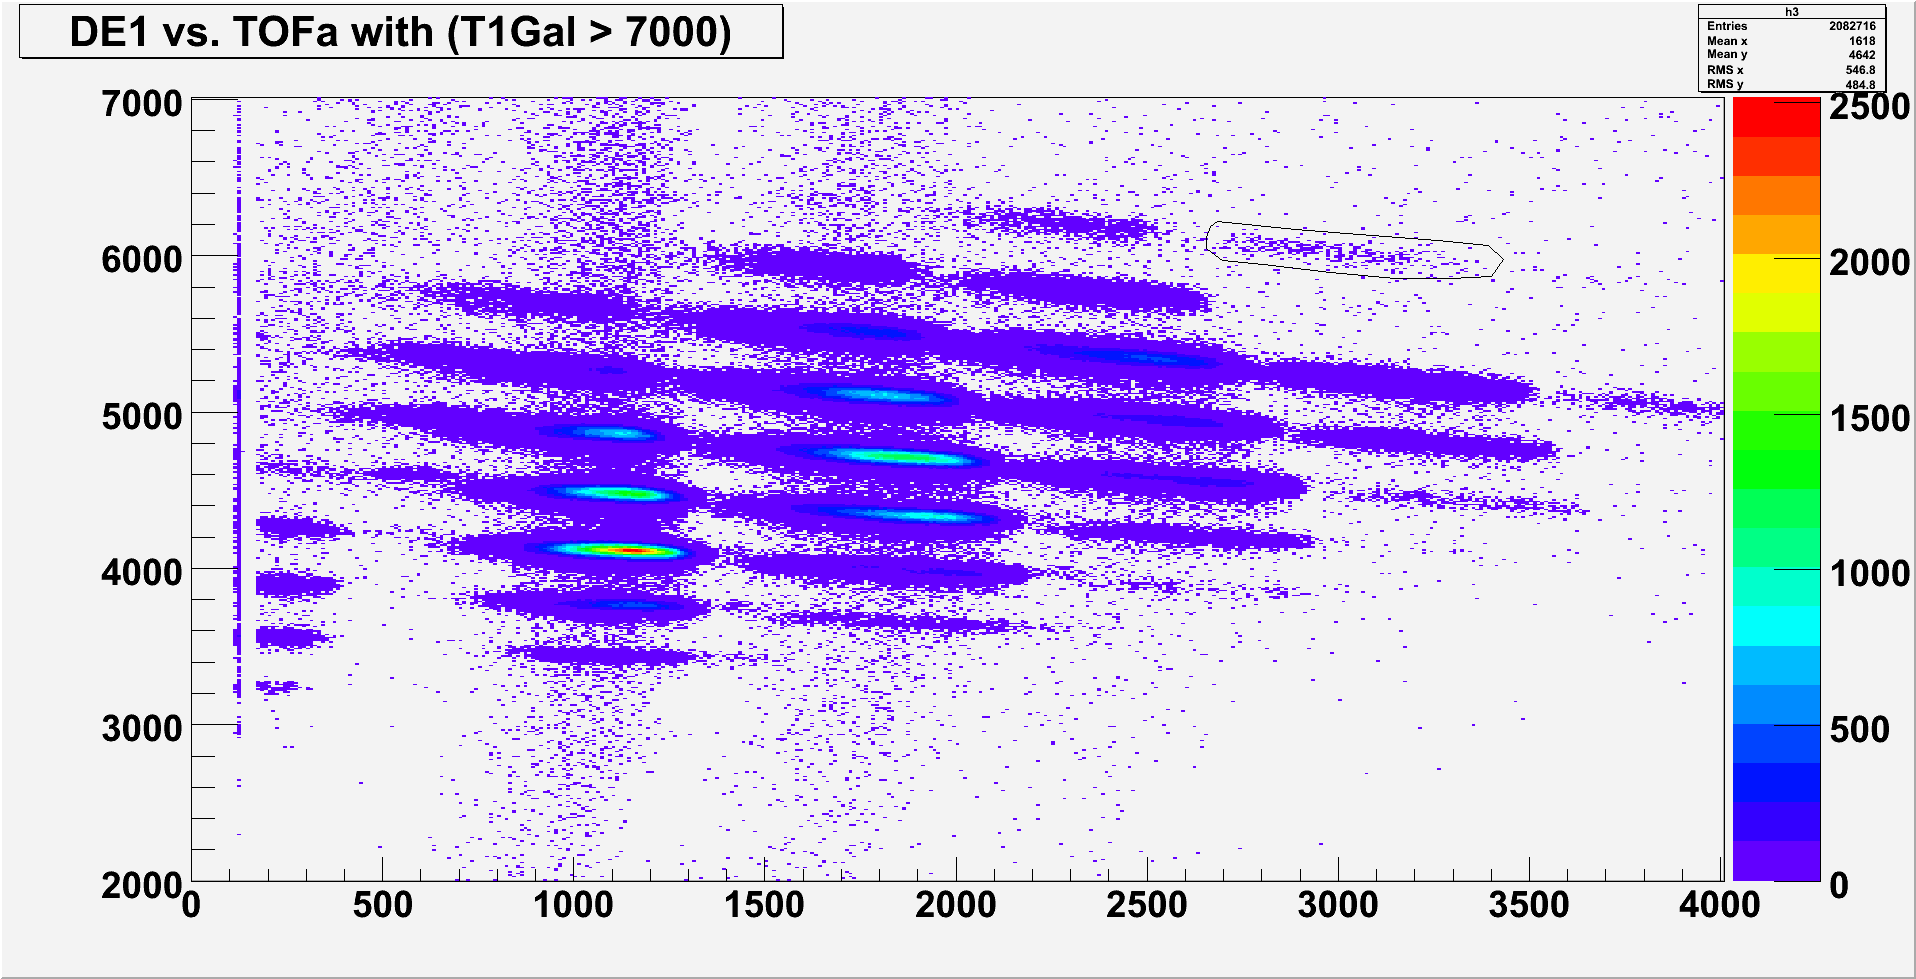 DE1 vs. TOFa with (T1Gal > 7000)
h3
Entries 2082716
Mean x 1618
Mean y 4642
RMS x 546.8
RMS y 484.8
7000
6000
5000
4000
3000
2000
0 500 1000 1500 2000 2500 3000 3500 4000
2500
2000
1500
1000
500
0